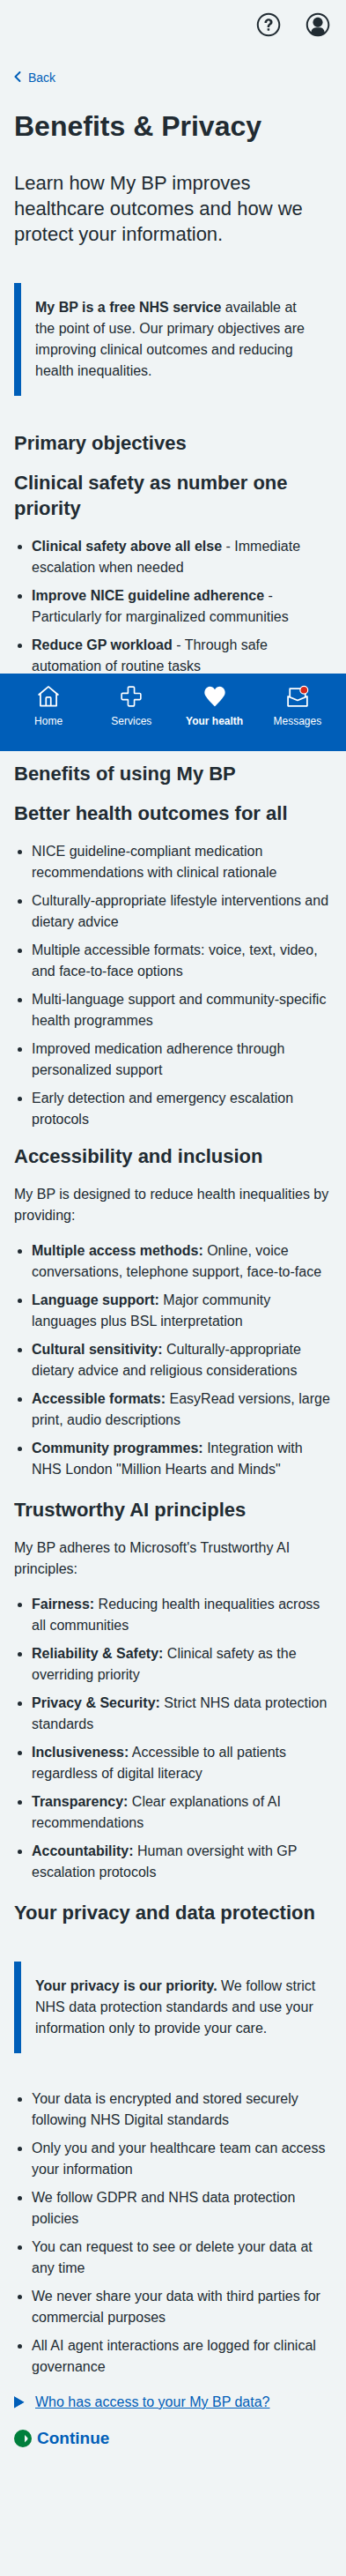 Back
Benefits & Privacy
Learn how My BP improves
healthcare outcomes and how we
protect your information.
My BP is a free NHS service available at
the point of use. Our primary objectives are
improving clinical outcomes and reducing
health inequalities.
Primary objectives
Clinical safety as number one
priority
Clinical safety above all else - Immediate
escalation when needed
Improve NICE guideline adherence -
Particularly for marginalized communities
Reduce GP workload - Through safe
automation of routine tasks
Home
Services
Your health
Messages
Benefits of using My BP
Better health outcomes for all
NICE guideline-compliant medication
recommendations with clinical rationale
Culturally-appropriate lifestyle interventions and
dietary advice
Multiple accessible formats: voice, text, video,
and face-to-face options
Multi-language support and community-specific
health programmes
Improved medication adherence through
personalized support
Early detection and emergency escalation
protocols
Accessibility and inclusion
My BP is designed to reduce health inequalities by
providing:
Multiple access methods: Online, voice
conversations, telephone support, face-to-face
Language support: Major community
languages plus BSL interpretation
Cultural sensitivity: Culturally-appropriate
dietary advice and religious considerations
Accessible formats: EasyRead versions, large
print, audio descriptions
Community programmes: Integration with
NHS London "Million Hearts and Minds"
Trustworthy AI principles
My BP adheres to Microsoft's Trustworthy AI
principles:
Fairness: Reducing health inequalities across
all communities
Reliability & Safety: Clinical safety as the
overriding priority
Privacy & Security: Strict NHS data protection
standards
Inclusiveness: Accessible to all patients
regardless of digital literacy
Transparency: Clear explanations of AI
recommendations
Accountability: Human oversight with GP
escalation protocols
Your privacy and data protection
Your privacy is our priority. We follow strict
NHS data protection standards and use your
information only to provide your care.
Your data is encrypted and stored securely
following NHS Digital standards
Only you and your healthcare team can access
your information
We follow GDPR and NHS data protection
policies
You can request to see or delete your data at
any time
We never share your data with third parties for
commercial purposes
All AI agent interactions are logged for clinical
governance
Who has access to your My BP data?
Continue